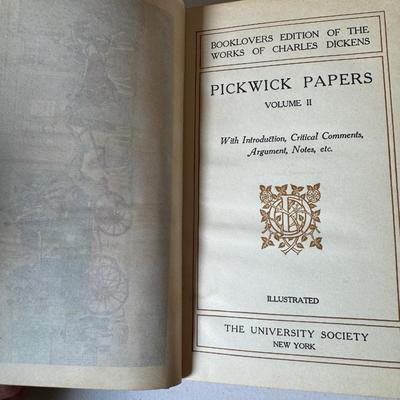 BOOKLOVERS EDITION OF THE
WORKS OF CHARLES DICKENS
PICKWICK PAPERS
VOLUME II
With Introduction, Critical Comments,
Argument, Notes, etc.
ILLUSTRATED
THE UNIVERSITY SOCIETY
NEW YORK